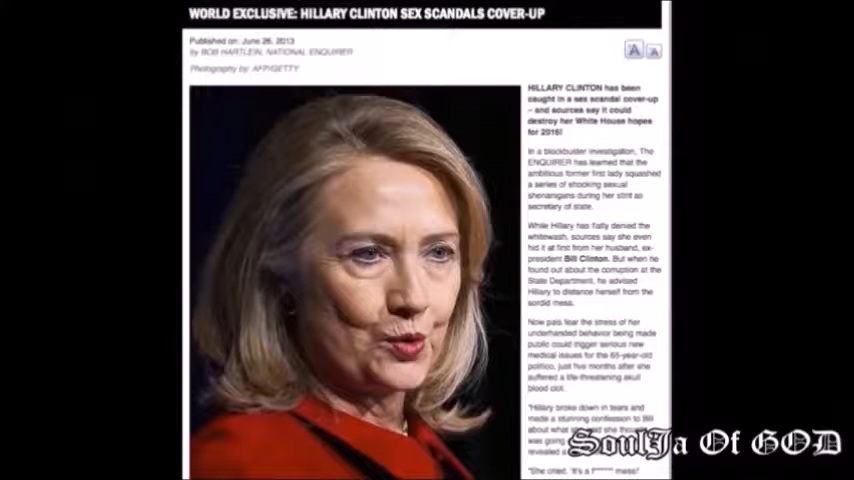 WORLD EXCLUSIVE: HILLARY CLINTON SEX SCANDALS COVER-UP
Published on: June 26, 2013
by BOB HARTLEIN, NATIONAL ENQUIRER
Photography by: AFP/GETTY
A A
HILLARY CLINTON has been
caught in a sex scandal cover-up
– and sources say it could
destroy her White House hopes
for 2016!
In a blockbuster investigation, The
ENQUIRER has learned that the
ambitious former first lady squashed
a series of shocking sexual
shenanigans during her stint as
secretary of state.
While Hillary has flatly denied the
whitewash, sources say she even
hid it at first from her husband, ex-
president Bill Clinton. But when he
found out about the corruption at the
State Department, he advised
Hillary to distance herself from the
sordid mess.
Now pals fear the stress of her
underhanded behavior being made
public could trigger serious new
medical issues for the 65-year-old
politico, just five months after she
suffered a life-threatening skull
blood clot.
"Hillary broke down in tears and
made a stunning confession to Bill
about what
was going
revealed a
"She cried, 'It's a f***** mess!'
SoulJa Of GOD